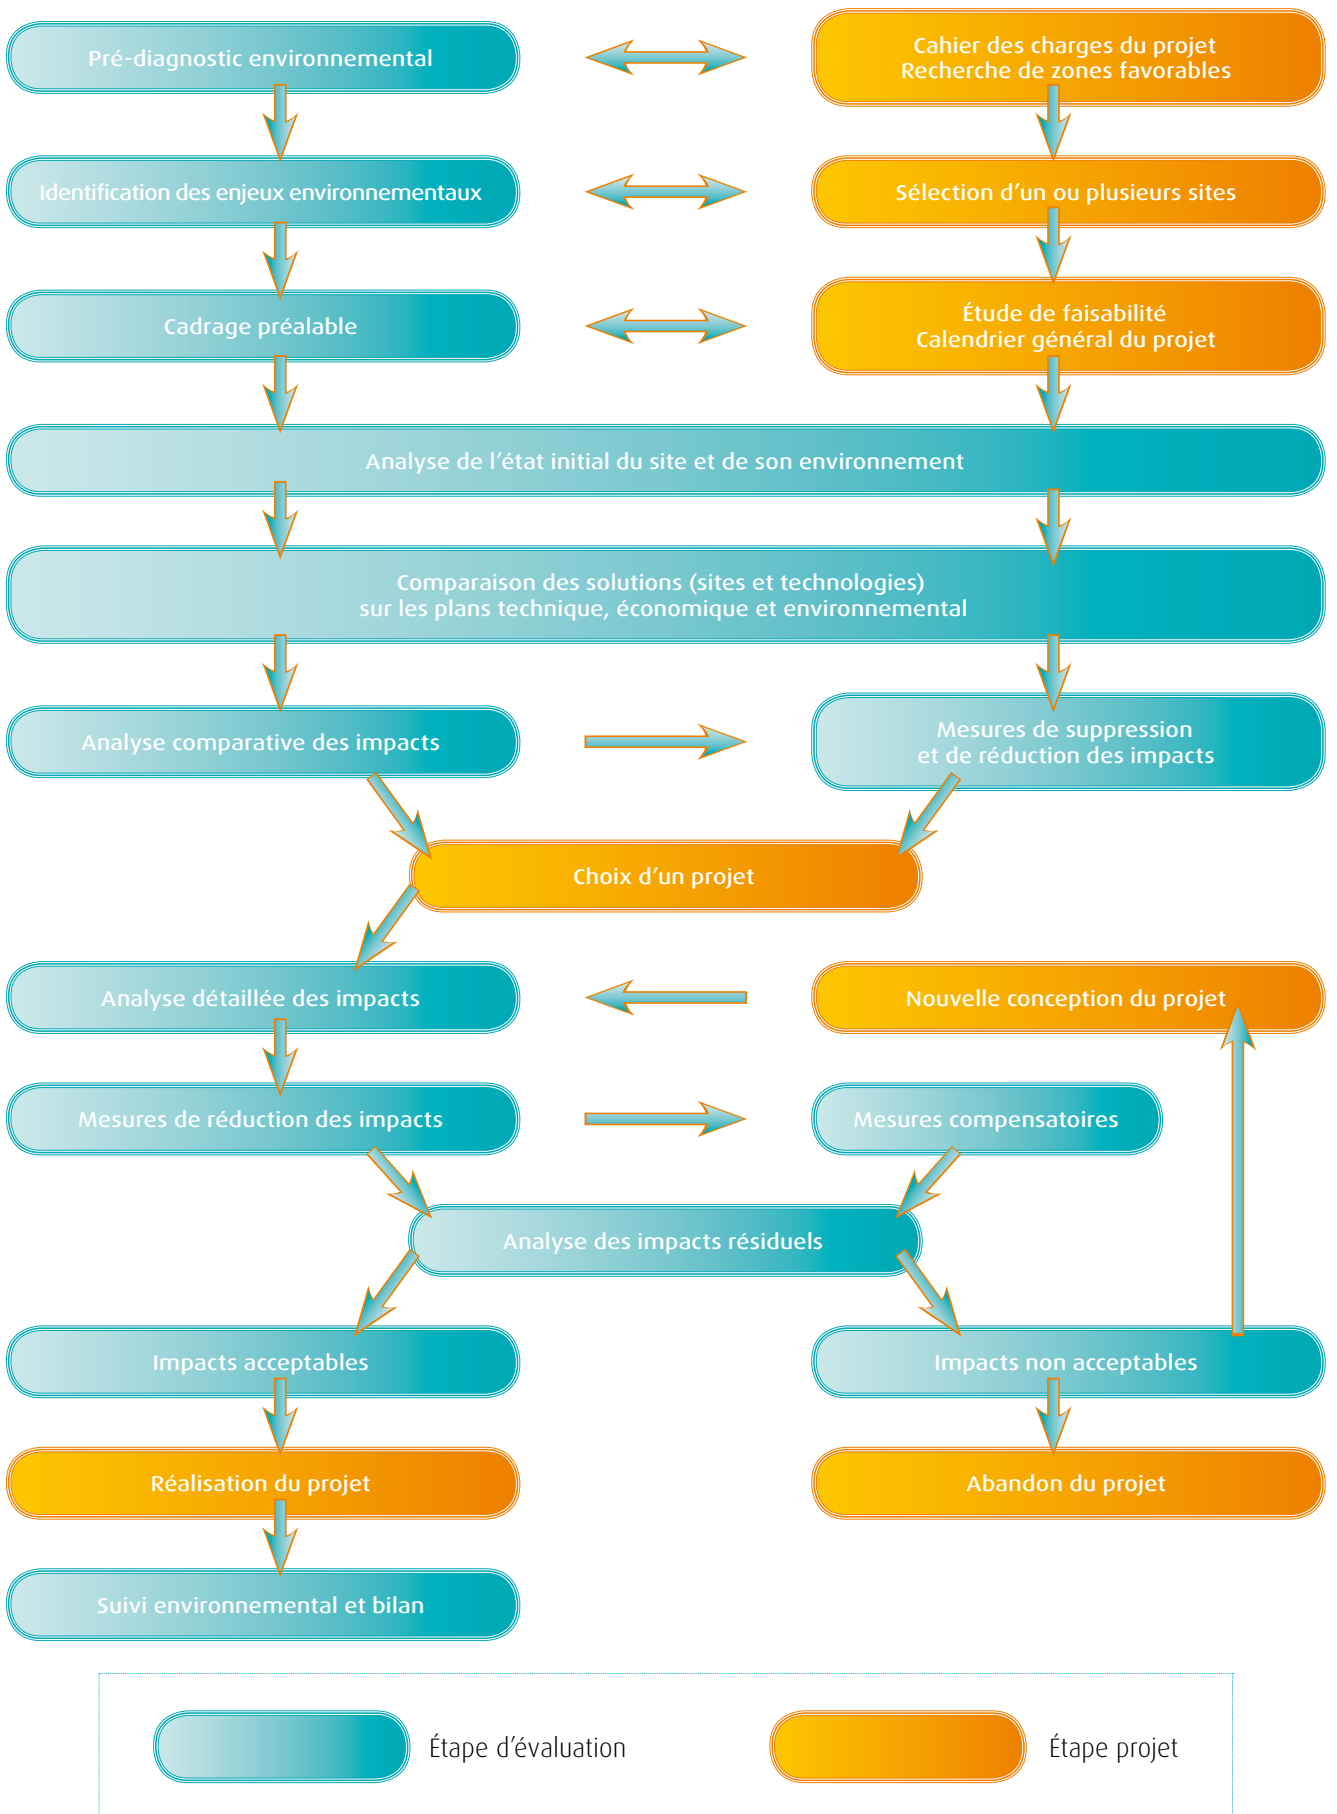 Pré-diagnostic environnemental
Cahier des charges du projet
Recherche de zones favorables
Identification des enjeux environnementaux
Sélection d’un ou plusieurs sites
Cadrage préalable
Étude de faisabilité
Calendrier général du projet
Analyse de l’état initial du site et de son environnement
Comparaison des solutions (sites et technologies)
sur les plans technique, économique et environnemental
Analyse comparative des impacts
Mesures de suppression
et de réduction des impacts
Choix d’un projet
Analyse détaillée des impacts
Nouvelle conception du projet
Mesures de réduction des impacts
Mesures compensatoires
Analyse des impacts résiduels
Impacts acceptables
Impacts non acceptables
Réalisation du projet
Abandon du projet
Suivi environnemental et bilan
Étape d’évaluation
Étape projet